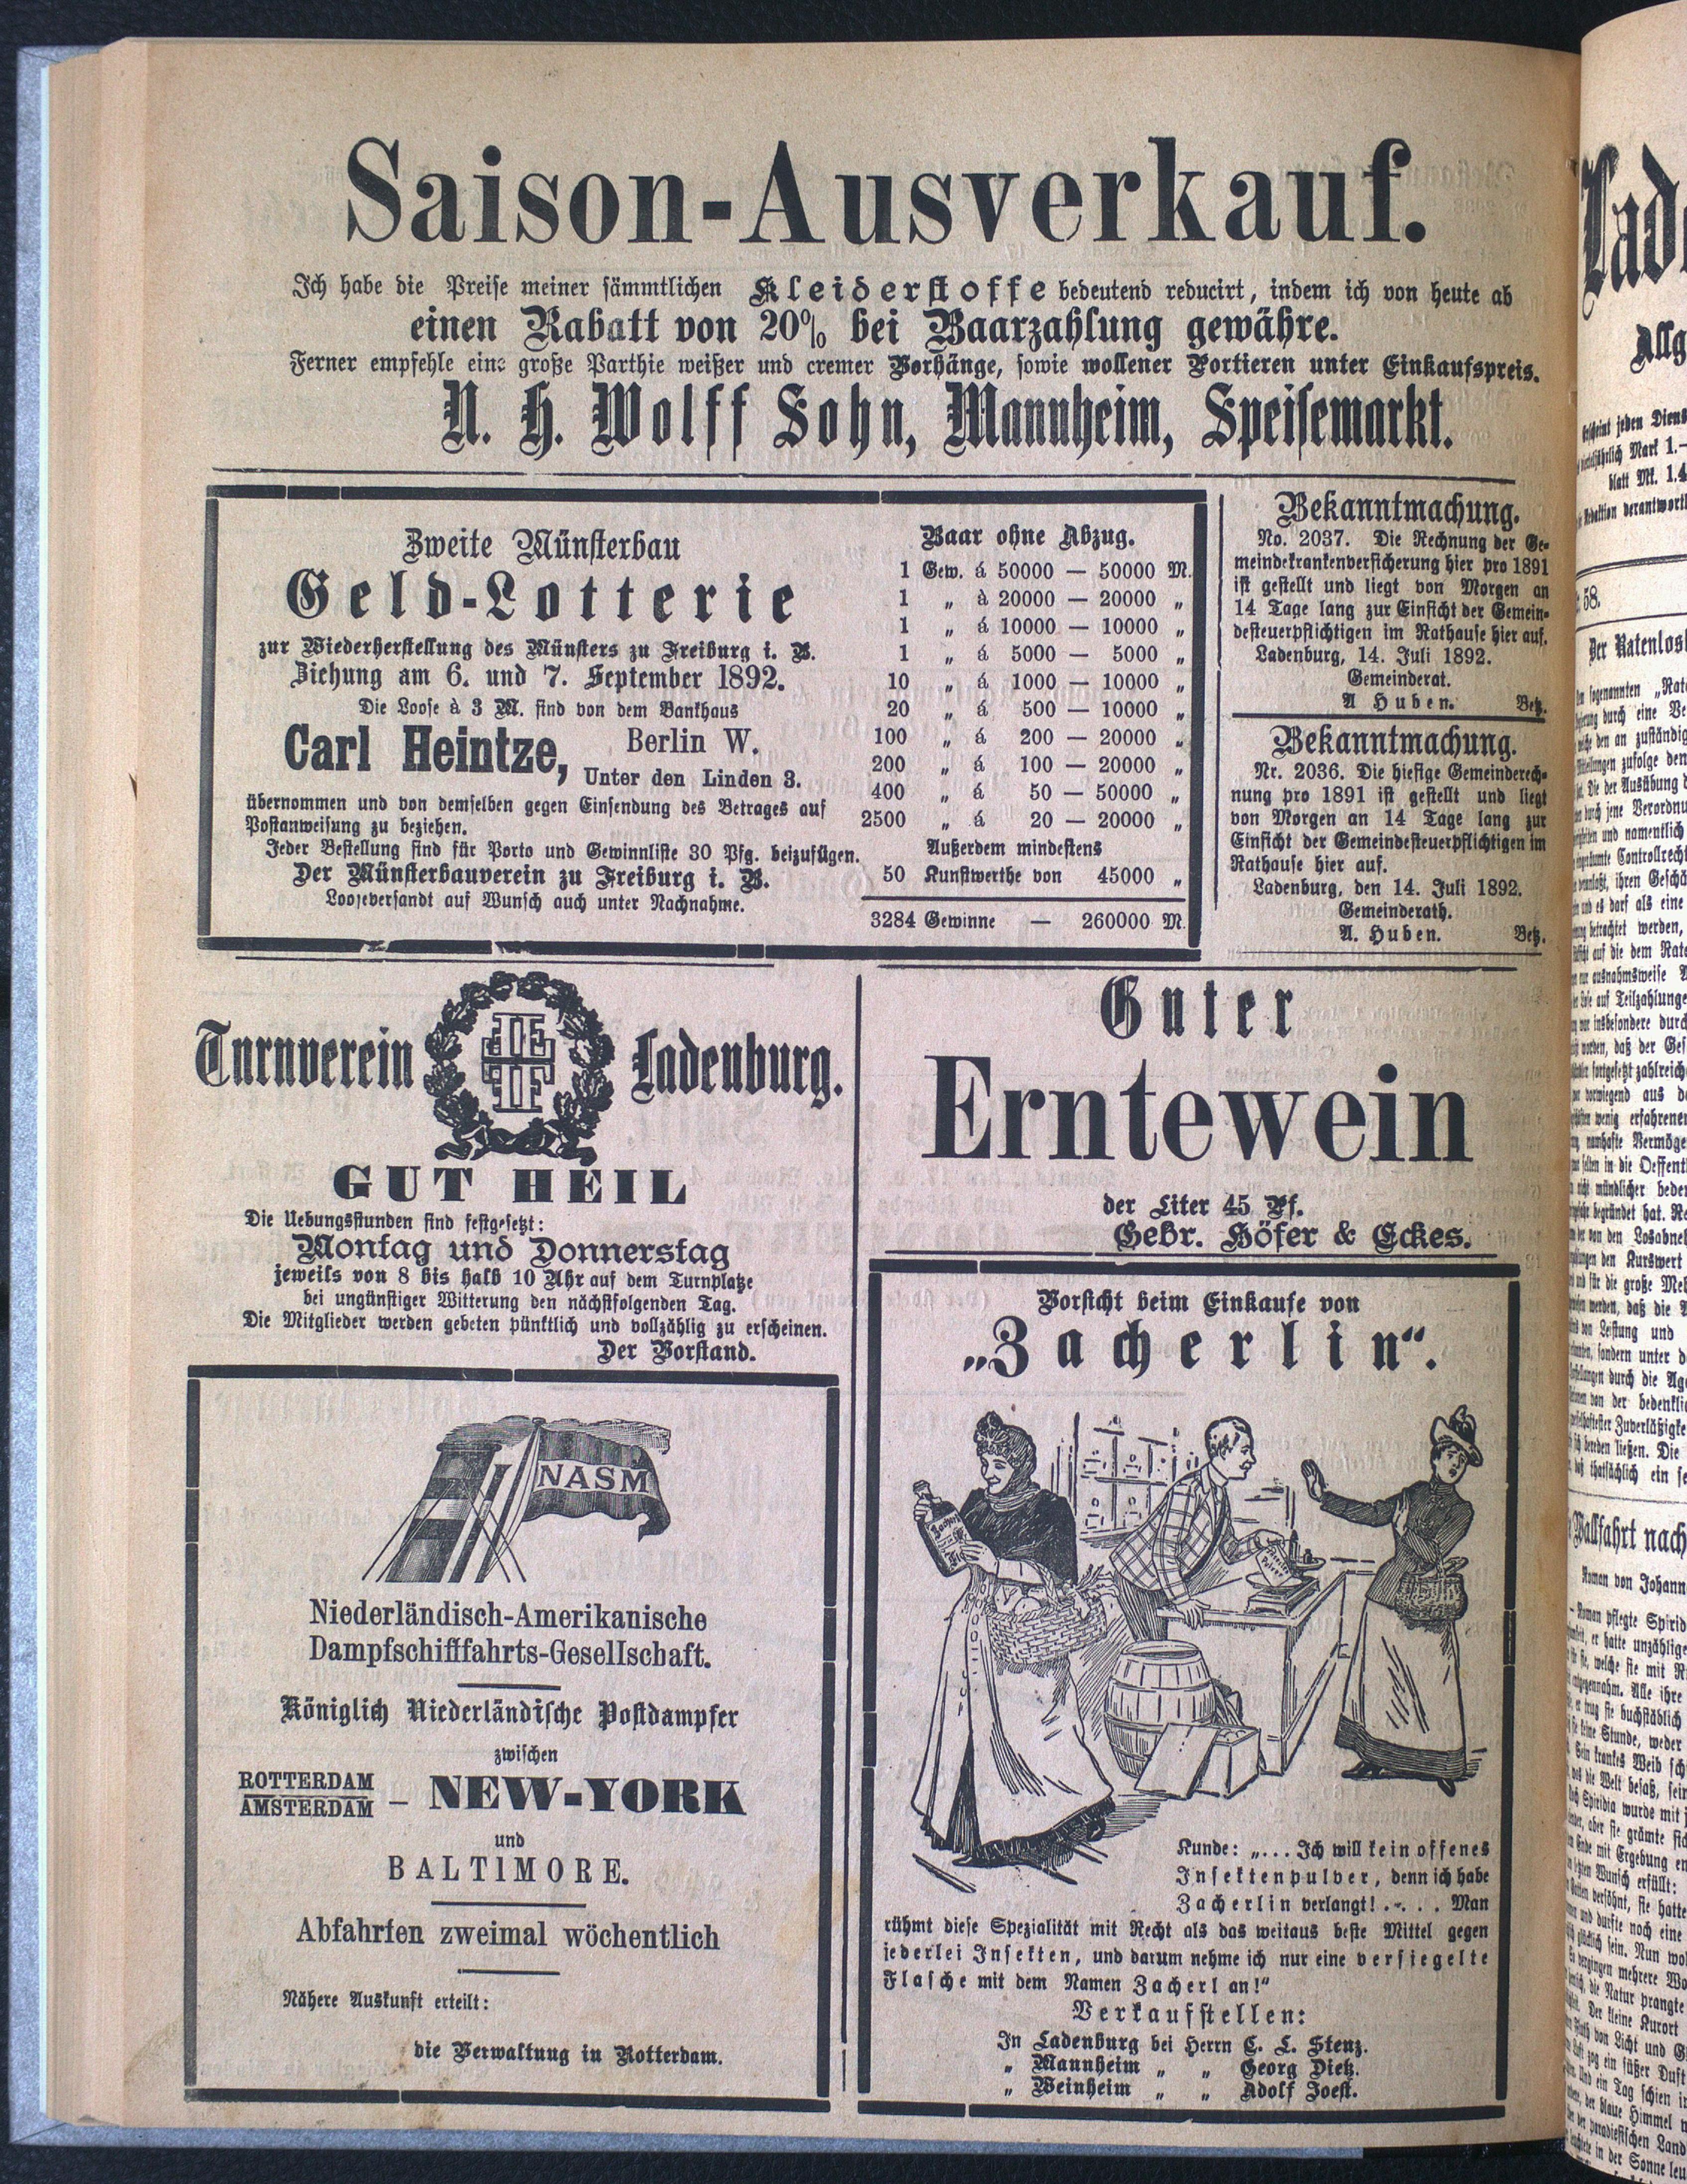 Saison-Ausverkauf.
Ich habe die Preise meiner sämmtlichen Kleiderstoffe bedeutend reducirt, indem ich von heute ab
einen Rabatt von 20% bei Baarzahlung gewähre.
Ferner empfehle eine große Parthie weißer und cremer Vorhänge, sowie wollener Portieren unter Einkaufspreis.
N. H. Wolff Sohn, Mannheim, Speisemarkt.
Zweite Münsterbau
Geld-Lotterie
zur Wiederherstellung des Münsters zu Freiburg i. B.
Ziehung am 6. und 7. September 1892.
Die Loose à 3 M. sind von dem Bankhaus
Carl Heintze, Berlin W.
Unter den Linden 3.
übernommen und von demselben gegen Einsendung des Betrages auf
Postanweisung zu beziehen.
Jeder Bestellung sind für Porto und Gewinnliste 30 Pfg. beizufügen.
Der Münsterbauverein zu Freiburg i. B.
Looseversandt auf Wunsch auch unter Nachnahme.
Baar ohne Abzug.
1 Gew. á 50000 — 50000 M.
1 „ à 20000 — 20000 „
1 „ á 10000 — 10000 „
1 „ á 5000 — 5000 „
10 „ á 1000 — 10000 „
20 „ á 500 — 10000 „
100 „ á 200 — 20000 „
200 „ á 100 — 20000 „
400 „ á 50 — 50000 „
2500 „ á 20 — 20000 „
Außerdem mindestens
50 Kunstwerthe von 45000 „
3284 Gewinne — 260000 M.
Bekanntmachung.
No. 2037. Die Rechnung der Ge-
meindekrankenversicherung hier pro 1891
ist gestellt und liegt von Morgen an
14 Tage lang zur Einsicht der Gemein-
desteuerpflichtigen im Rathause hier auf.
Ladenburg, 14. Juli 1892.
Gemeinderat.
A Huben. Betz.
Bekanntmachung.
Nr. 2036. Die hiesige Gemeinderech-
nung pro 1891 ist gestellt und liegt
von Morgen an 14 Tage lang zur
Einsicht der Gemeindesteuerpflichtigen im
Rathause hier auf.
Ladenburg, den 14. Juli 1892.
Gemeinderath.
A. Huben. Betz.
Turnverein Ladenburg.
GUT HEIL
Die Uebungsstunden sind festgesetzt:
Montag und Donnerstag
jeweils von 8 bis halb 10 Uhr auf dem Turnplatze
bei ungünstiger Witterung den nächstfolgenden Tag.
Die Mitglieder werden gebeten pünktlich und vollzählig zu erscheinen.
Der Vorstand.
NASM
Niederländisch-Amerikanische
Dampfschifffahrts-Gesellschaft.
Königlich Niederländische Postdampfer
zwischen
ROTTERDAM
AMSTERDAM – NEW-YORK
und
BALTIMORE.
Abfahrten zweimal wöchentlich
Nähere Auskunft erteilt:
die Verwaltung in Rotterdam.
Guter
Erntewein
der Liter 45 Pf.
Gebr. Höfer & Eckes.
Vorsicht beim Einkaufe von
„Zacherlin“.
Kunde: „... Ich will kein offenes
Insektenpulver, denn ich habe
Zacherlin verlangt! .-. . . Man
rühmt diese Spezialität mit Recht als das weitaus beste Mittel gegen
jederlei Insekten, und darum nehme ich nur eine versiegelte
Flasche mit dem Namen Zacherl an!“
Verkaufstellen:
In Ladenburg bei Herrn C. L. Stenz.
„ Mannheim „ „ Georg Dietz.
„ Weinheim „ „ Adolf Joest.
58.
Wallfahrt nach
Roman von Johann